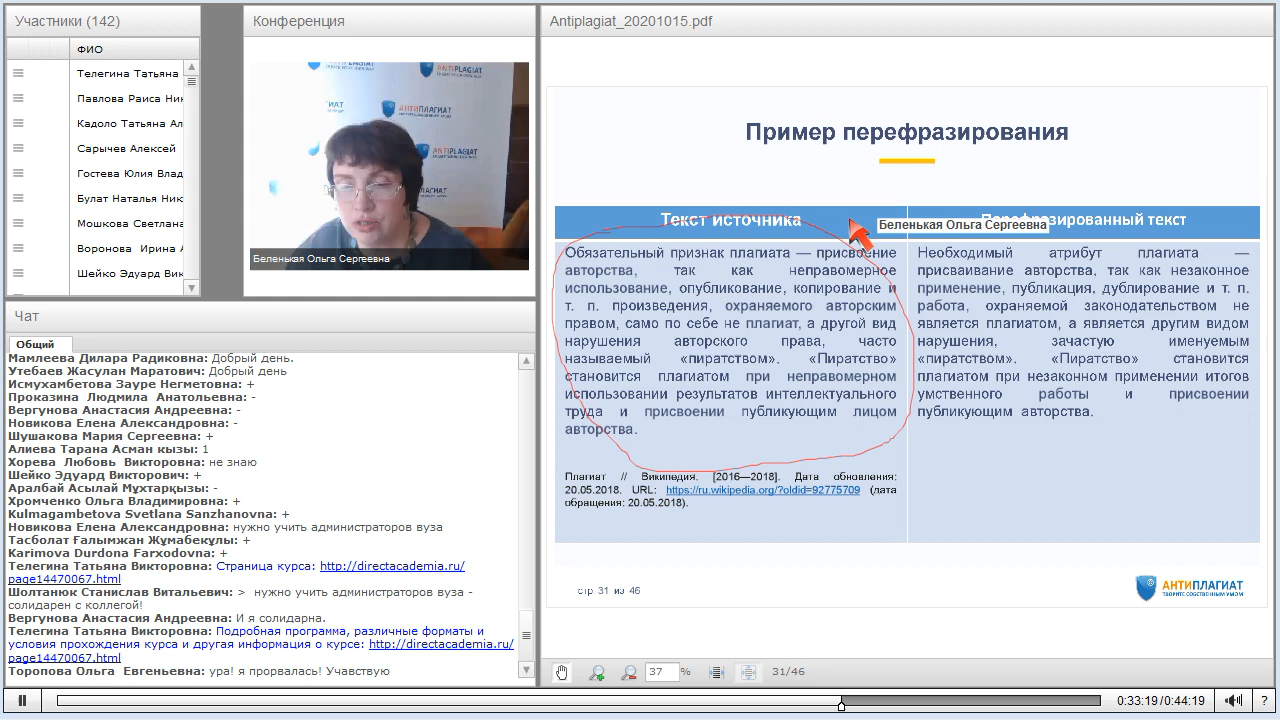 Участники (142)
ФИО
Телегина Татьяна
Павлова Раиса Ник
Кадоло Татьяна Ал
Сарычев Алексей
Гостева Юлия Влад
Булат Наталья Ник
Мошкова Светлана
Воронова Ирина А
Шейко Эдуард Вик
Конференция
АНТИПЛАГИАТ
Беленькая Ольга Сергеевна
Чат
Общий
Мамлеева Дилара Радиковна: Добрый день.
Утебаев Жасулан Маратович: Добрый день
Исмухамбетова Зауре Негметовна: +
Проказина Людмила Анатольевна: -
Вергунова Анастасия Андреевна: -
Новикова Елена Александровна: -
Шушакова Мария Сергеевна: +
Алиева Тарана Асман кызы: 1
Хорева Любовь Викторовна: не знаю
Шейко Эдуард Викторович: +
Аралбай Асылай Мұхтарқызы: -
Хромченко Ольга Владимировна: +
Kulmagambetova Svetlana Sanzhanovna: +
Новикова Елена Александровна: нужно учить администраторов вуза
Тасболат Ғалымжан Жұмабекұлы: +
Karimova Durdona Farxodovna: +
Телегина Татьяна Викторовна: Страница курса: http://directacademia.ru/
page14470067.html
Шолтанюк Станислав Витальевич: > нужно учить администраторов вуза -
солидарен с коллегой!
Вергунова Анастасия Андреевна: И я солидарна.
Телегина Татьяна Викторовна: Подробная программа, различные форматы и
условия прохождения курса и другая информация о курсе: http://directacademia.ru/
page14470067.html
Торопова Ольга Евгеньевна: ура! я прорвалась! Учавствую
Antiplagiat_20201015.pdf
Пример перефразирования
Текст источника
Беленькая Ольга Сергеевна
Перефразированный текст
Обязательный признак плагиата — присвоение
авторства, так как неправомерное
использование, опубликование, копирование и
т. п. произведения, охраняемого авторским
правом, само по себе не плагиат, а другой вид
нарушения авторского права, часто
называемый «пиратством». «Пиратство»
становится плагиатом при неправомерном
использовании результатов интеллектуального
труда и присвоении публикующим лицом
авторства.
Плагиат // Википедия. [2016—2018]. Дата обновления:
20.05.2018. URL: https://ru.wikipedia.org/?oldid=92775709 (дата
обращения: 20.05.2018).
Необходимый атрибут плагиата —
присваивание авторства, так как незаконное
применение, публикация, дублирование и т. п.
работа, охраняемой законодательством не
является плагиатом, а является другим видом
нарушения, зачастую именуемым
«пиратством». «Пиратство» становится
плагиатом при незаконном применении итогов
умственного работы и присвоении
публикующим авторства.
стр 31 из 46
АНТИПЛАГИАТ
ТВОРИТЕ СОБСТВЕННЫМ УМОМ
37 %
31/46
0:33:19/0:44:19
?